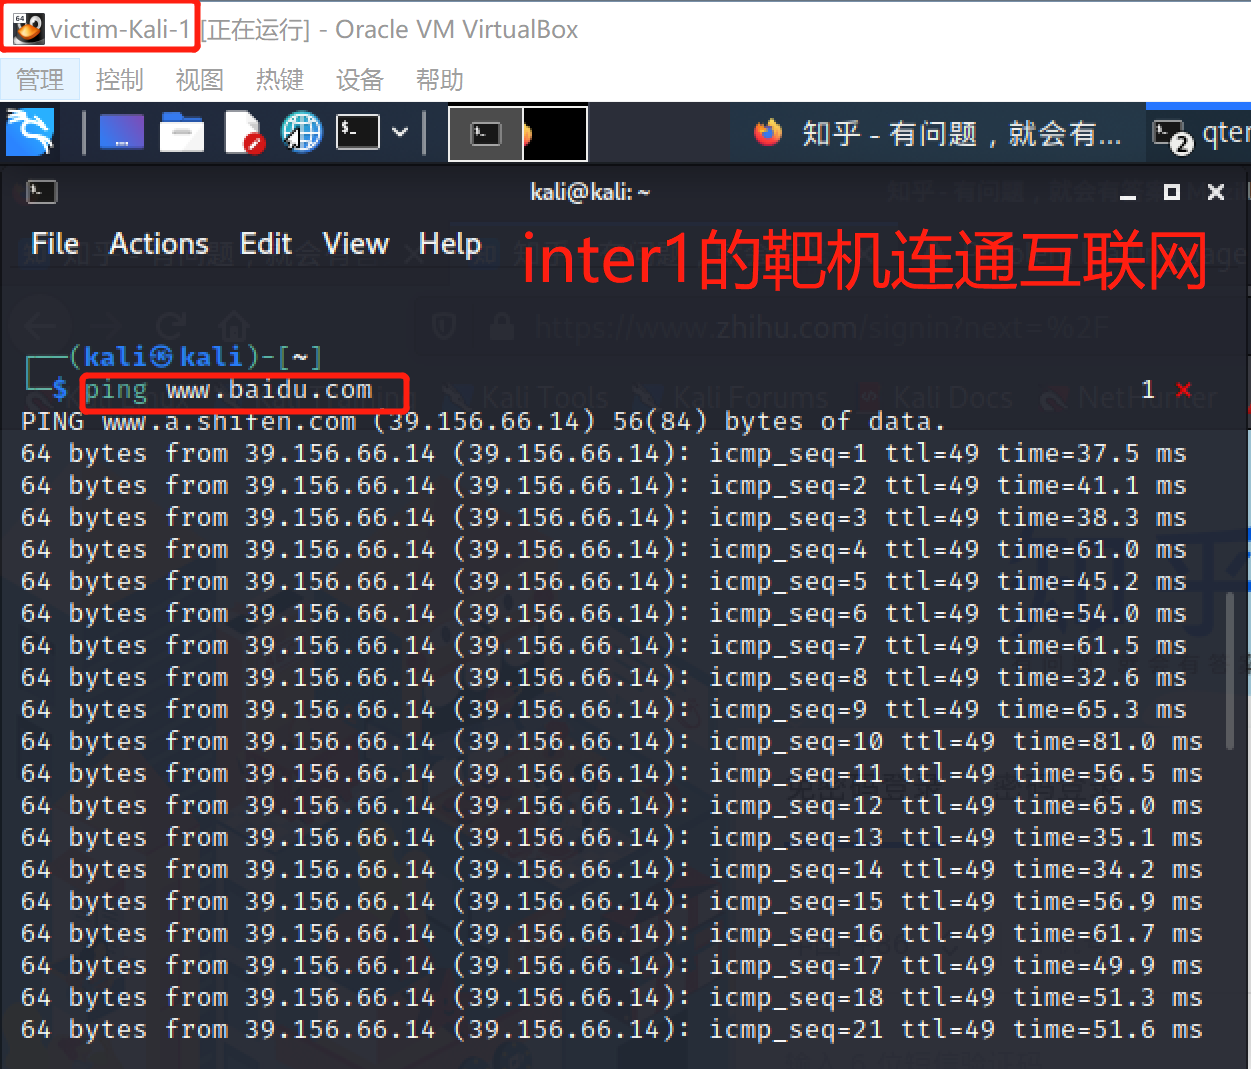 victim-Kali-1 [正在运行] - Oracle VM VirtualBox
管理 控制 视图 热键 设备 帮助
知乎 - 有问题，就会有... 2 qter
kali@kali: ~
File Actions Edit View Help
inter1的靶机连通互联网
https://www.zhihu.com/signin?next=%2F
(kali㉿kali)-[~]
$ ping www.baidu.com 1 ✕
Kali Tools Kali Forums Kali Docs NetHunter
PING www.a.shifen.com (39.156.66.14) 56(84) bytes of data.
64 bytes from 39.156.66.14 (39.156.66.14): icmp_seq=1 ttl=49 time=37.5 ms
64 bytes from 39.156.66.14 (39.156.66.14): icmp_seq=2 ttl=49 time=41.1 ms
64 bytes from 39.156.66.14 (39.156.66.14): icmp_seq=3 ttl=49 time=38.3 ms
64 bytes from 39.156.66.14 (39.156.66.14): icmp_seq=4 ttl=49 time=61.0 ms
64 bytes from 39.156.66.14 (39.156.66.14): icmp_seq=5 ttl=49 time=45.2 ms
64 bytes from 39.156.66.14 (39.156.66.14): icmp_seq=6 ttl=49 time=54.0 ms
64 bytes from 39.156.66.14 (39.156.66.14): icmp_seq=7 ttl=49 time=61.5 ms
64 bytes from 39.156.66.14 (39.156.66.14): icmp_seq=8 ttl=49 time=32.6 ms
64 bytes from 39.156.66.14 (39.156.66.14): icmp_seq=9 ttl=49 time=65.3 ms
64 bytes from 39.156.66.14 (39.156.66.14): icmp_seq=10 ttl=49 time=81.0 ms
64 bytes from 39.156.66.14 (39.156.66.14): icmp_seq=11 ttl=49 time=56.5 ms
64 bytes from 39.156.66.14 (39.156.66.14): icmp_seq=12 ttl=49 time=65.0 ms
64 bytes from 39.156.66.14 (39.156.66.14): icmp_seq=13 ttl=49 time=35.1 ms
64 bytes from 39.156.66.14 (39.156.66.14): icmp_seq=14 ttl=49 time=34.2 ms
64 bytes from 39.156.66.14 (39.156.66.14): icmp_seq=15 ttl=49 time=56.9 ms
64 bytes from 39.156.66.14 (39.156.66.14): icmp_seq=16 ttl=49 time=61.7 ms
64 bytes from 39.156.66.14 (39.156.66.14): icmp_seq=17 ttl=49 time=49.9 ms
64 bytes from 39.156.66.14 (39.156.66.14): icmp_seq=18 ttl=49 time=51.3 ms
64 bytes from 39.156.66.14 (39.156.66.14): icmp_seq=21 ttl=49 time=51.6 ms